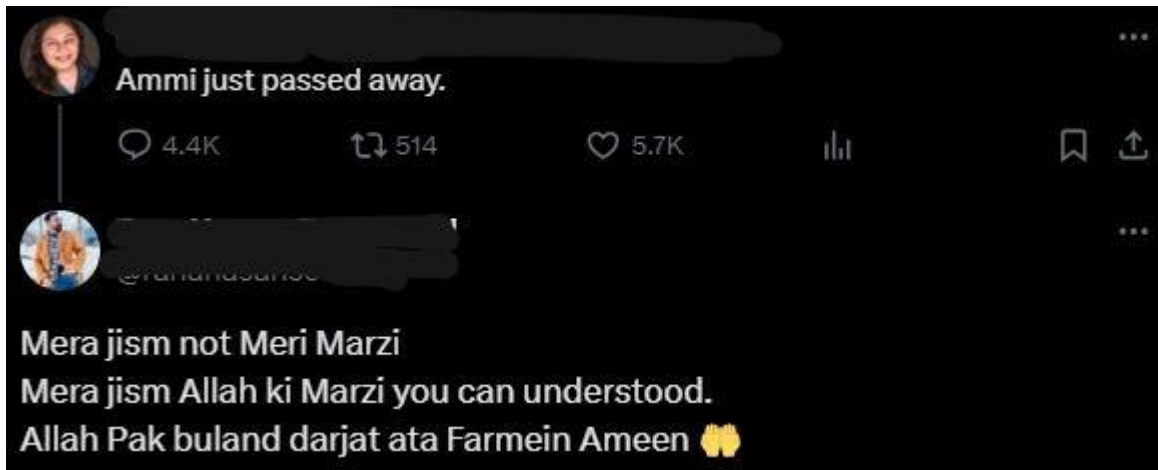 Ammi just passed away.
4.4K 514 5.7K
Mera jism not Meri Marzi
Mera jism Allah ki Marzi you can understood.
Allah Pak buland darjat ata Farmein Ameen 🤲